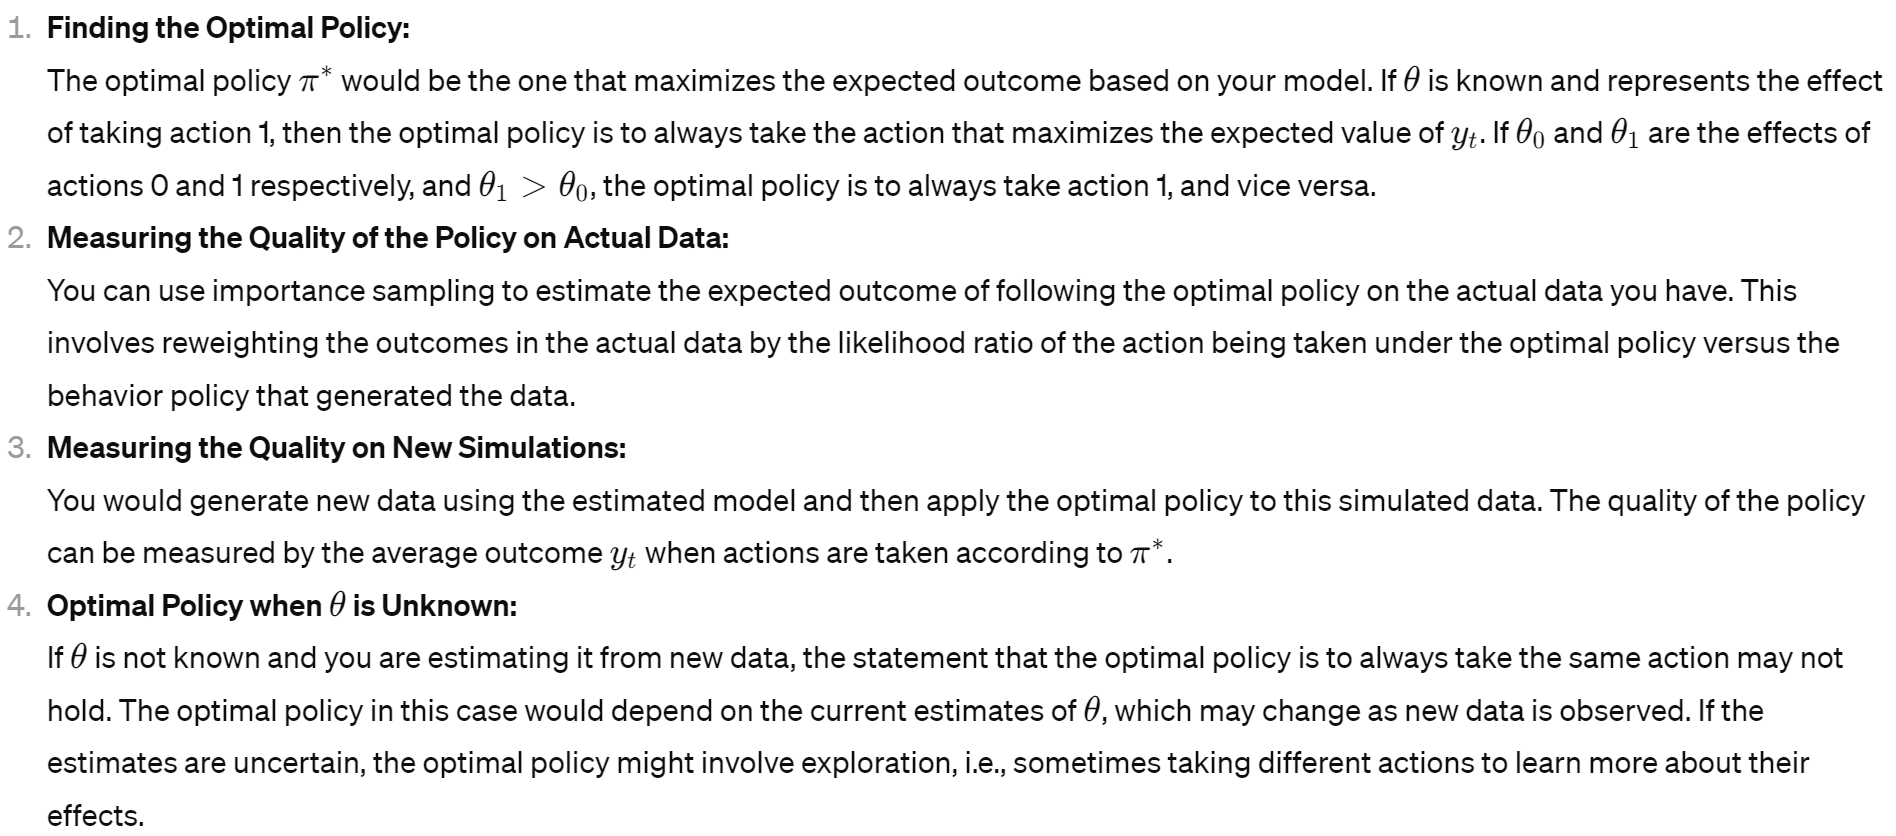 1. Finding the Optimal Policy:
The optimal policy π* would be the one that maximizes the expected outcome based on your model. If θ is known and represents the effect
of taking action 1, then the optimal policy is to always take the action that maximizes the expected value of yₜ. If θ₀ and θ₁ are the effects of
actions 0 and 1 respectively, and θ₁ > θ₀, the optimal policy is to always take action 1, and vice versa.
2. Measuring the Quality of the Policy on Actual Data:
You can use importance sampling to estimate the expected outcome of following the optimal policy on the actual data you have. This
involves reweighting the outcomes in the actual data by the likelihood ratio of the action being taken under the optimal policy versus the
behavior policy that generated the data.
3. Measuring the Quality on New Simulations:
You would generate new data using the estimated model and then apply the optimal policy to this simulated data. The quality of the policy
can be measured by the average outcome yₜ when actions are taken according to π*.
4. Optimal Policy when θ is Unknown:
If θ is not known and you are estimating it from new data, the statement that the optimal policy is to always take the same action may not
hold. The optimal policy in this case would depend on the current estimates of θ, which may change as new data is observed. If the
estimates are uncertain, the optimal policy might involve exploration, i.e., sometimes taking different actions to learn more about their
effects.